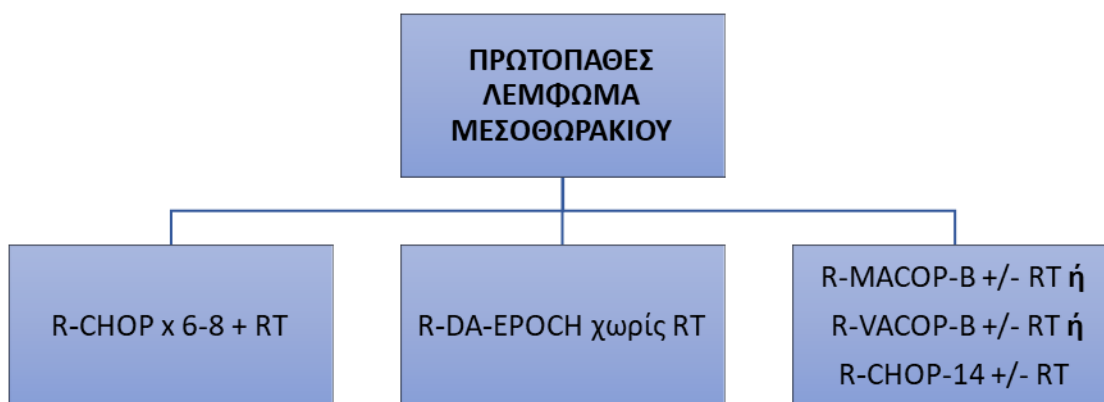 ΠΡΩΤΟΠΑΘΕΣ
ΛΕΜΦΩΜΑ
ΜΕΣΟΘΩΡΑΚΙΟΥ
R-CHOP x 6-8 + RT
R-DA-EPOCH χωρίς RT
R-MACOP-B +/- RT ή
R-VACOP-B +/- RT ή
R-CHOP-14 +/- RT